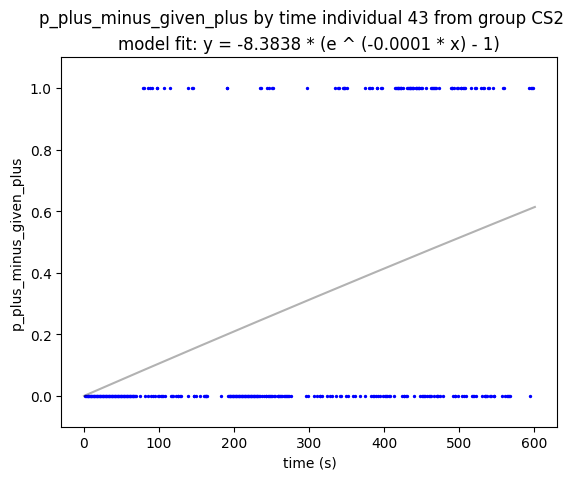 p_plus_minus_given_plus by time individual 43 from group CS2
model fit: y = -8.3838 * (e ^ (-0.0001 * x) - 1)
p_plus_minus_given_plus
1.0
0.8
0.6
0.4
0.2
0.0
0 100 200 300 400 500 600
time (s)